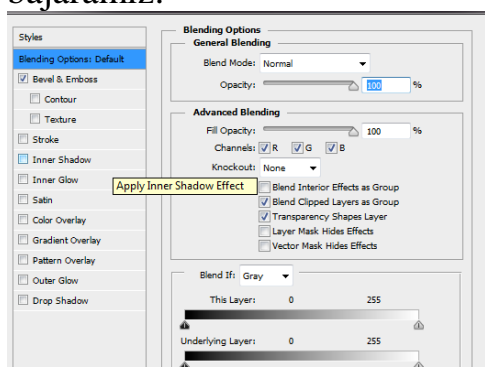 bajaramiz.
Styles
Blending Options: Default
Bevel & Emboss
Contour
Texture
Stroke
Inner Shadow
Inner Glow
Satin
Color Overlay
Gradient Overlay
Pattern Overlay
Outer Glow
Drop Shadow
Apply Inner Shadow Effect
Blending Options
General Blending
Blend Mode: Normal
Opacity: 100 %
Advanced Blending
Fill Opacity: 100 %
Channels: R G B
Knockout: None
Blend Interior Effects as Group
Blend Clipped Layers as Group
Transparency Shapes Layer
Layer Mask Hides Effects
Vector Mask Hides Effects
Blend If: Gray
This Layer: 0 255
Underlying Layer: 0 255